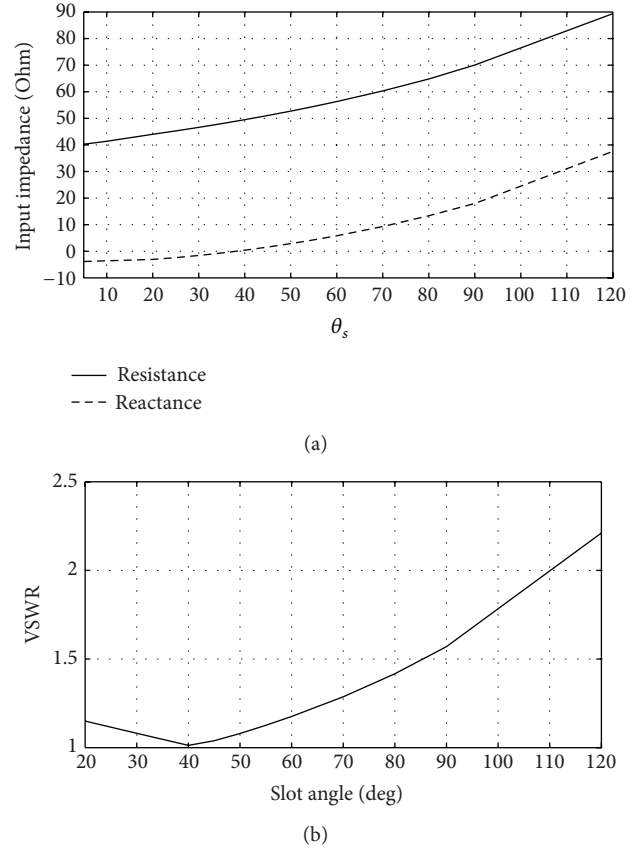 90
80
70
60
50
40
30
20
10
0
−10
Input impedance (Ohm)
10 20 30 40 50 60 70 80 90 100 110 120
θs
Resistance
Reactance
(a)
2.5
2
1.5
1
VSWR
20 30 40 50 60 70 80 90 100 110 120
Slot angle (deg)
(b)